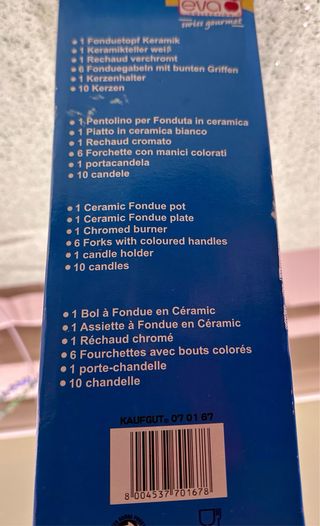 eva
swiss gourmet
• 1 Fonduetopf Keramik
• 1 Keramikteller weiß
• 1 Rechaud verchromt
• 6 Fonduegabeln mit bunten Griffen
• 1 Kerzenhalter
• 10 Kerzen
• 1 Pentolino per Fonduta in ceramica
• 1 Piatto in ceramica bianco
• 1 Rechaud cromato
• 6 Forchette con manici colorati
• 1 portacandela
• 10 candele
• 1 Ceramic Fondue pot
• 1 Ceramic Fondue plate
• 1 Chromed burner
• 6 Forks with coloured handles
• 1 candle holder
• 10 candles
• 1 Bol à Fondue en Céramic
• 1 Assiette à Fondue en Céramic
• 1 Réchaud chromé
• 6 Fourchettes avec bouts colorés
• 1 porte-chandelle
• 10 chandelle
KAUFGUT® 07 01 67
8 004537 701678